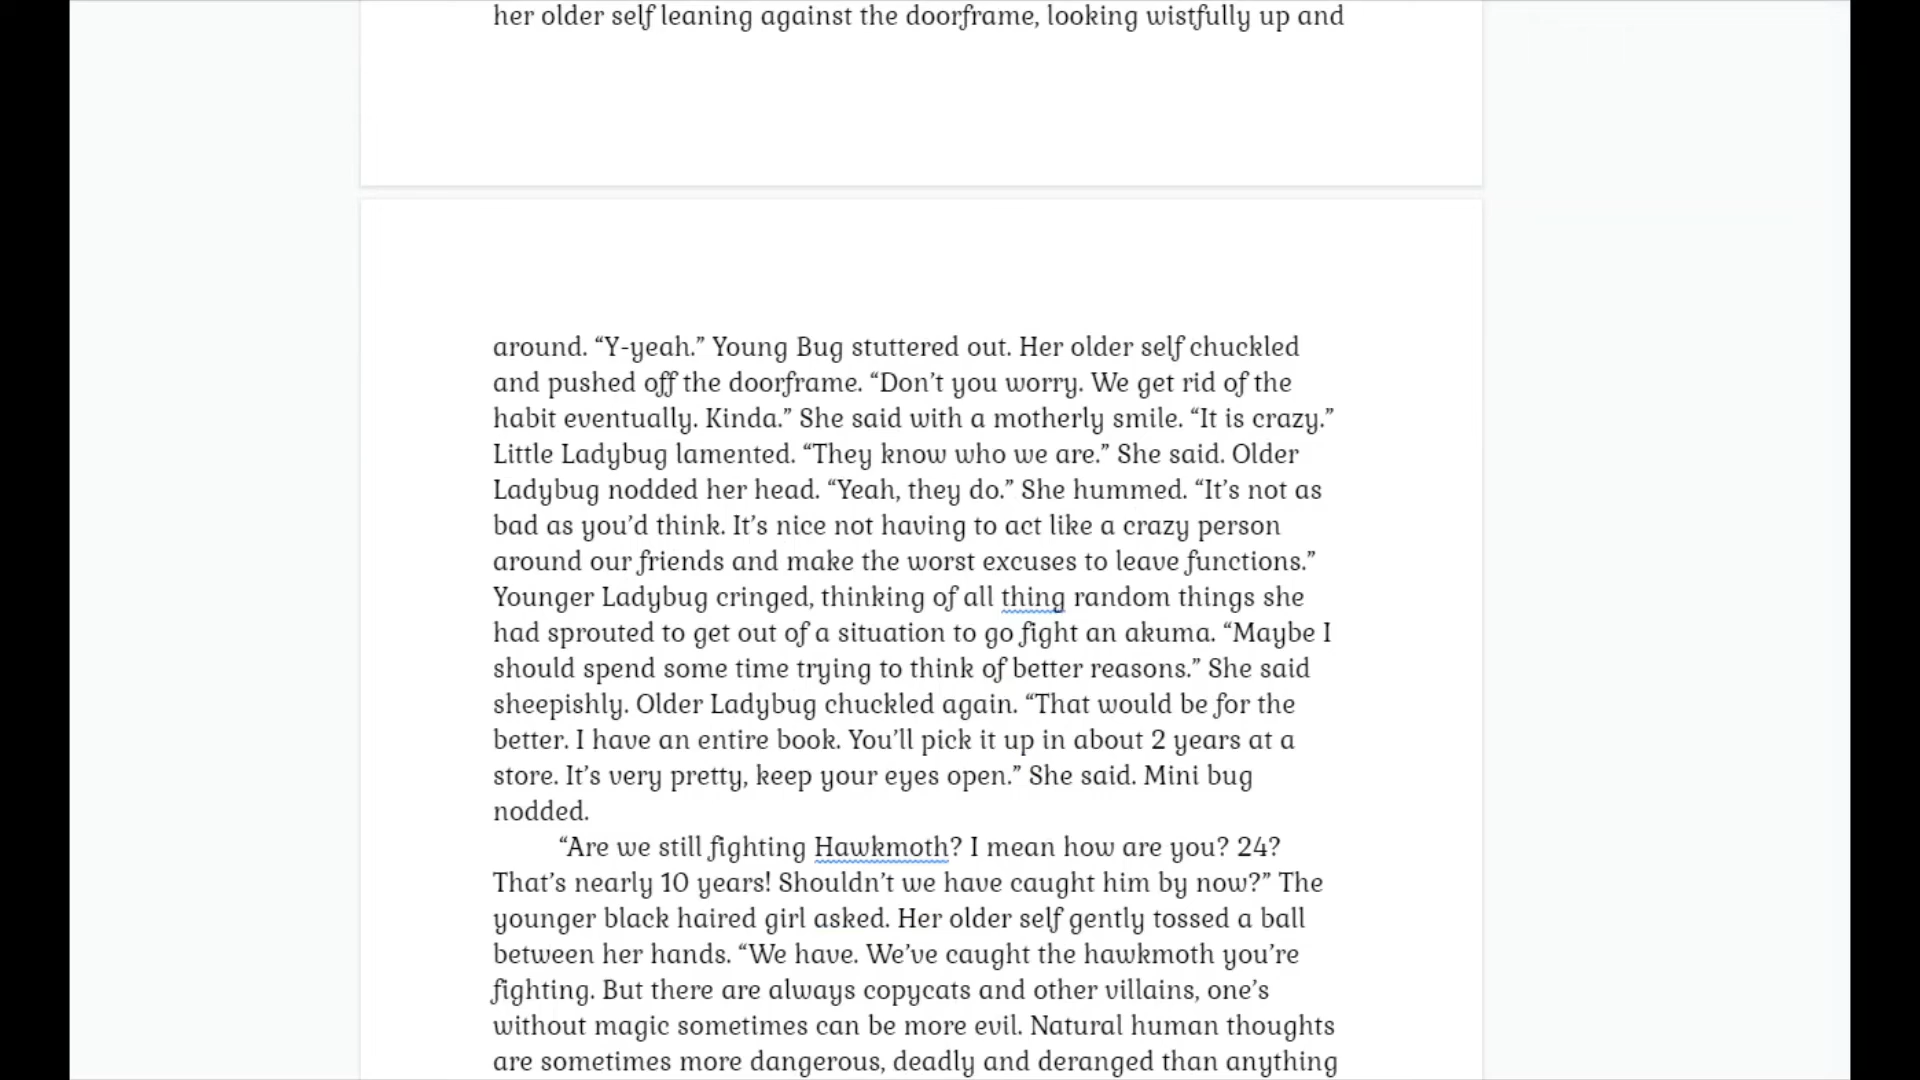 her older self leaning against the doorframe, looking wistfully up and
around. “Y-yeah.” Young Bug stuttered out. Her older self chuckled
and pushed off the doorframe. “Don’t you worry. We get rid of the
habit eventually. Kinda.” She said with a motherly smile. “It is crazy.”
Little Ladybug lamented. “They know who we are.” She said. Older
Ladybug nodded her head. “Yeah, they do.” She hummed. “It’s not as
bad as you’d think. It’s nice not having to act like a crazy person
around our friends and make the worst excuses to leave functions.”
Younger Ladybug cringed, thinking of all thing random things she
had sprouted to get out of a situation to go fight an akuma. “Maybe I
should spend some time trying to think of better reasons.” She said
sheepishly. Older Ladybug chuckled again. “That would be for the
better. I have an entire book. You’ll pick it up in about 2 years at a
store. It’s very pretty, keep your eyes open.” She said. Mini bug
nodded.
“Are we still fighting Hawkmoth? I mean how are you? 24?
That’s nearly 10 years! Shouldn’t we have caught him by now?” The
younger black haired girl asked. Her older self gently tossed a ball
between her hands. “We have. We’ve caught the hawkmoth you’re
fighting. But there are always copycats and other villains, one’s
without magic sometimes can be more evil. Natural human thoughts
are sometimes more dangerous, deadly and deranged than anything